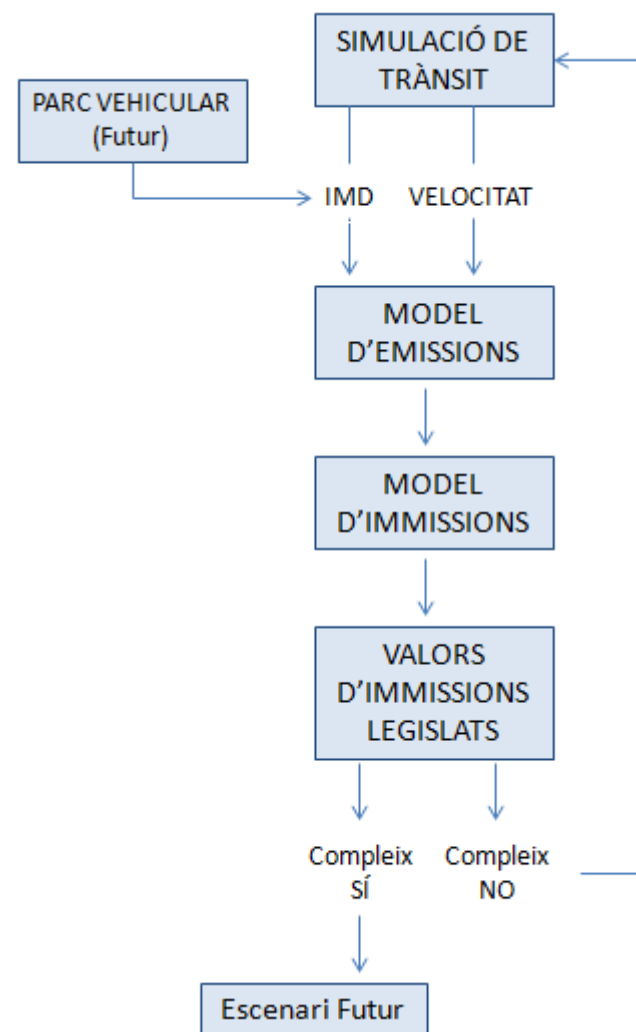 SIMULACIÓ DE
TRÀNSIT
PARC VEHICULAR
(Futur)
IMD
VELOCITAT
MODEL
D’EMISSIONS
MODEL
D’IMMISSIONS
VALORS
D’IMMISSIONS
LEGISLATS
Compleix
SÍ
Compleix
NO
Escenari Futur